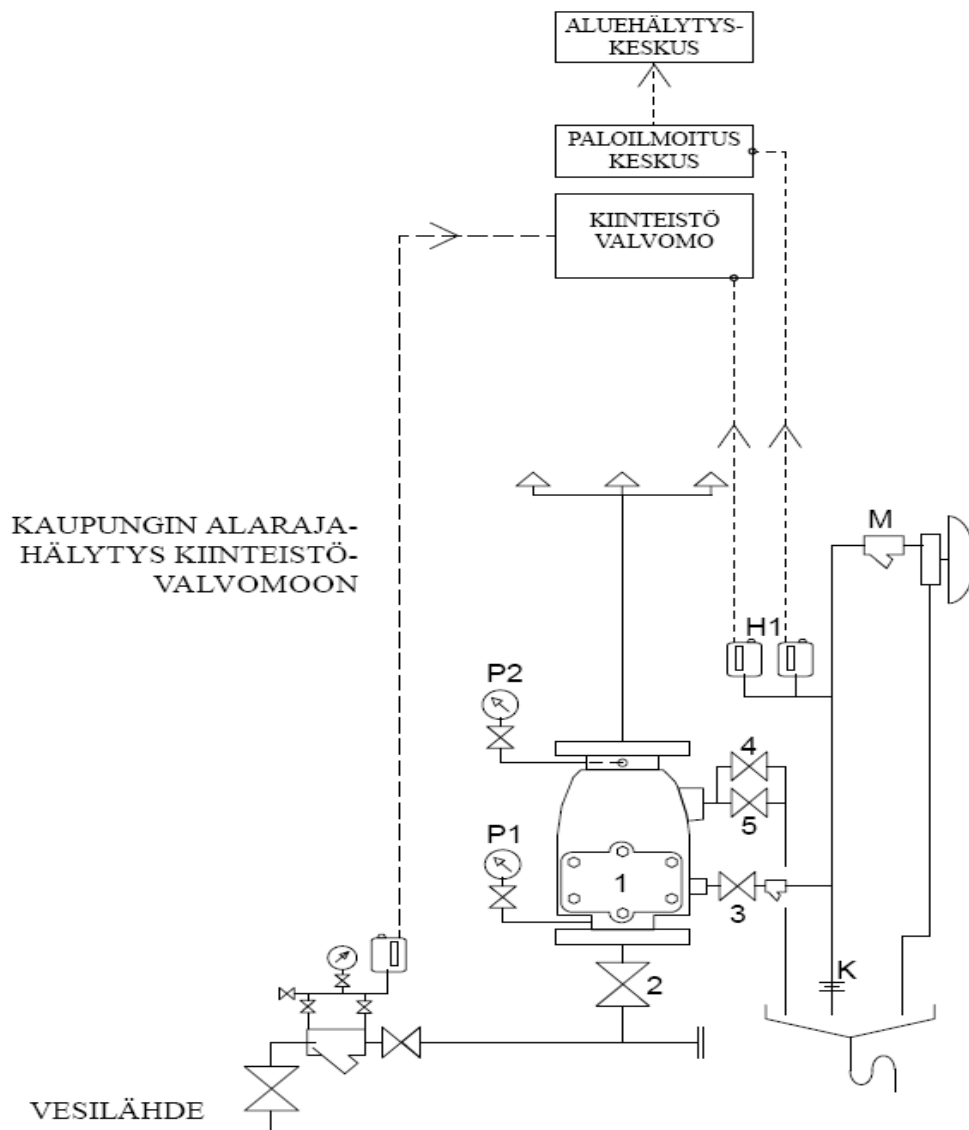 ALUEHÄLYTYS-
KESKUS
PALOILMOITUS
KESKUS
KIINTEISTÖ
VALVOMO
KAUPUNGIN ALARAJA-
HÄLYTYS KIINTEISTÖ-
VALVOMOON
M
H1
P2
4
5
P1
1
3
2
K
VESILÄHDE